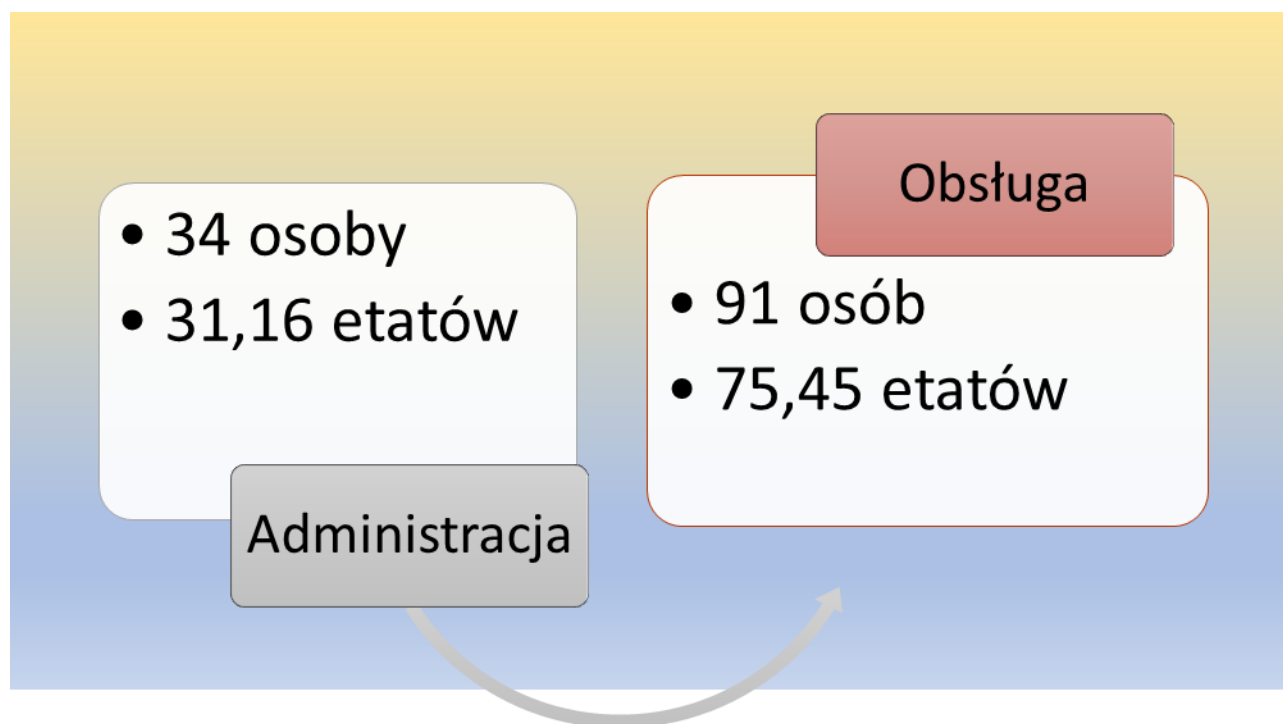 • 34 osoby
• 31,16 etatów
Administracja
Obsługa
• 91 osób
• 75,45 etatów